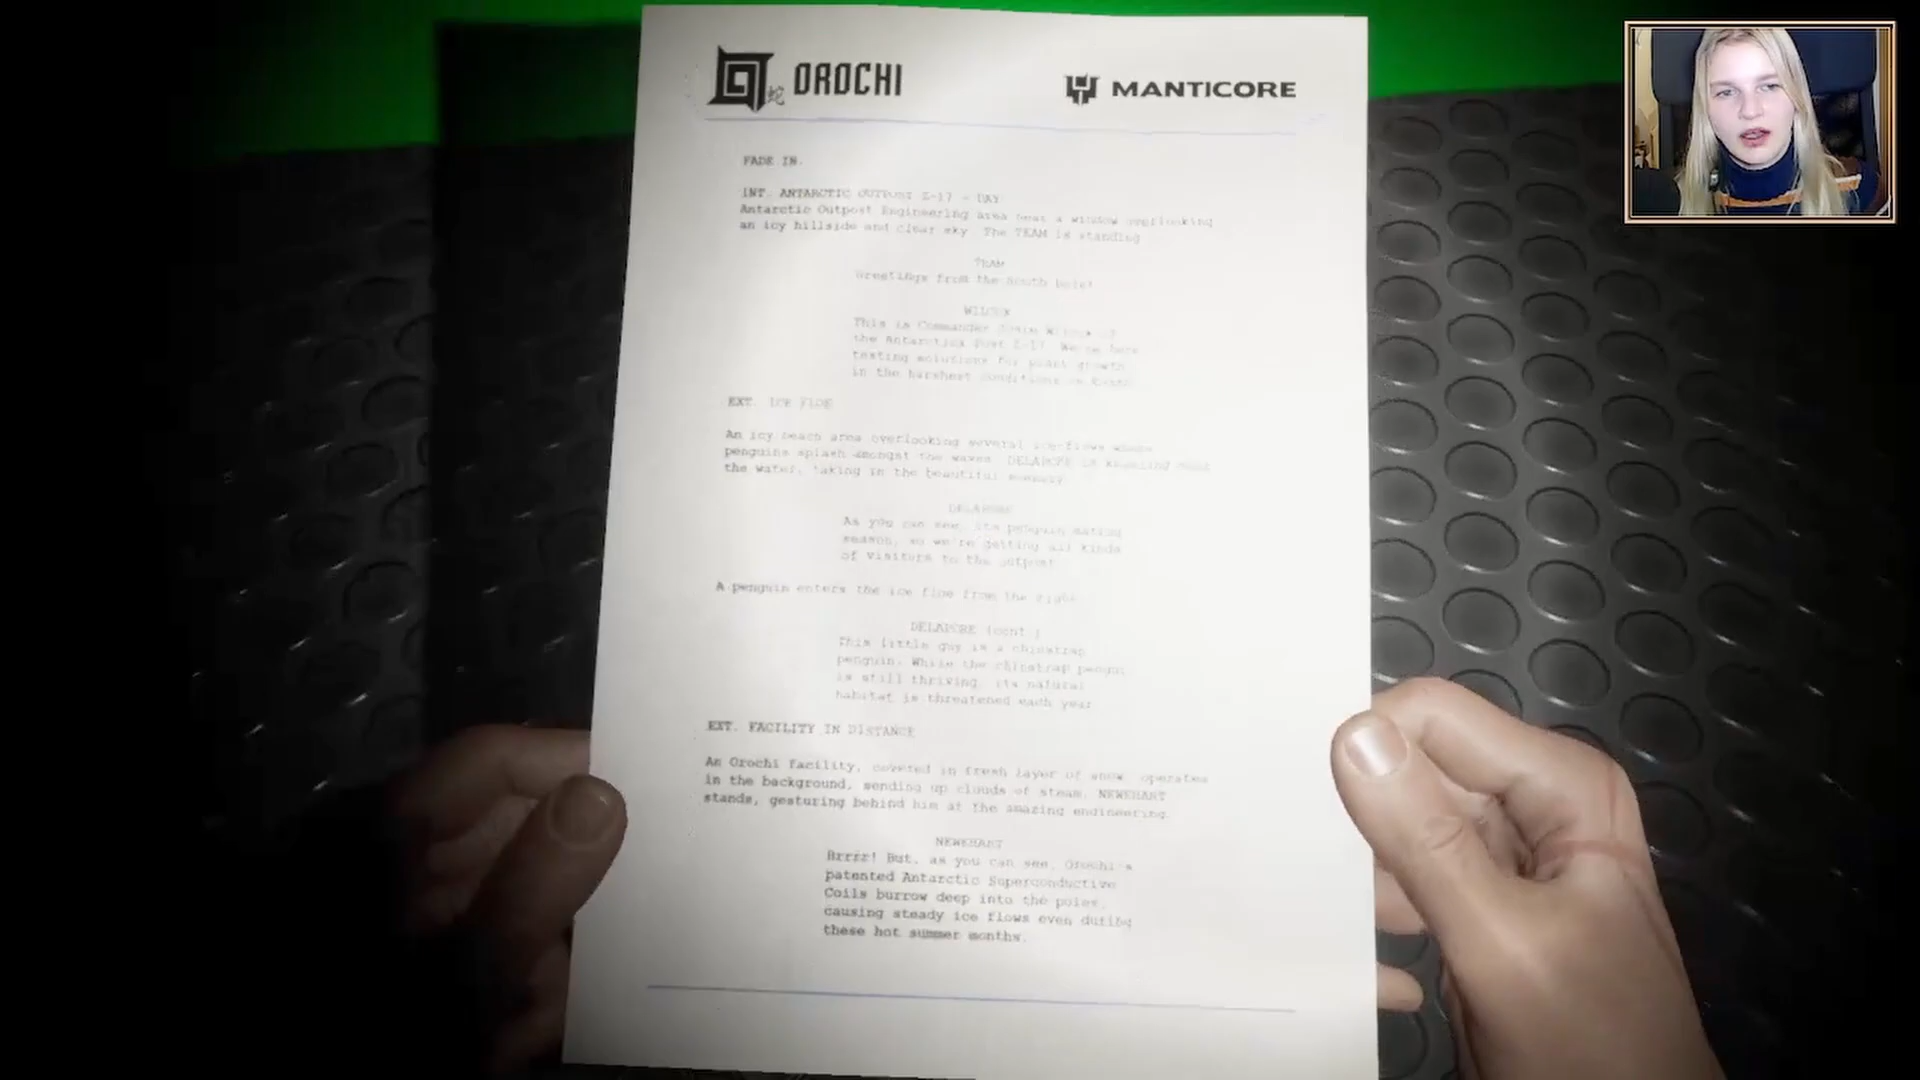 OROCHI
MANTICORE
FADE IN.
INT. ANTARCTIC OUTPOST Z-17 - DAY
Antarctic Outpost Engineering area near a window overlooking
an icy hillside and clear sky. The TEAM is standing
TEAM
Greetings from the South Pole!
WILCOX
This is Commander
the Antarctica Post Z-17. We're here
testing solutions for plant growth
in the harshest conditions on Earth.
EXT. ICE FLOE
An icy beach area overlooking several ice-flows where
penguins splash amongst the waves. DELAPORE is kneeling near
the water, taking in the beautiful scenery.
DELAPORE
As you can see, its penguin mating
season, so we're getting all kinds
of visitors to the outpost.
A penguin enters the ice floe from the right.
DELAPORE (cont.)
This little guy is a chinstrap
penguin. While the chinstrap penguin
is still thriving, its natural
habitat is threatened each year
EXT. FACILITY IN DISTANCE
An Orochi facility, covered in fresh layer of snow operates
in the background, sending up clouds of steam. NEWEHART
stands, gesturing behind him at the amazing engineering.
NEWEHART
Brrrr! But, as you can see, Orochi's
patented Antarctic Superconductive
Coils burrow deep into the poles,
causing steady ice flows even during
these hot summer months.